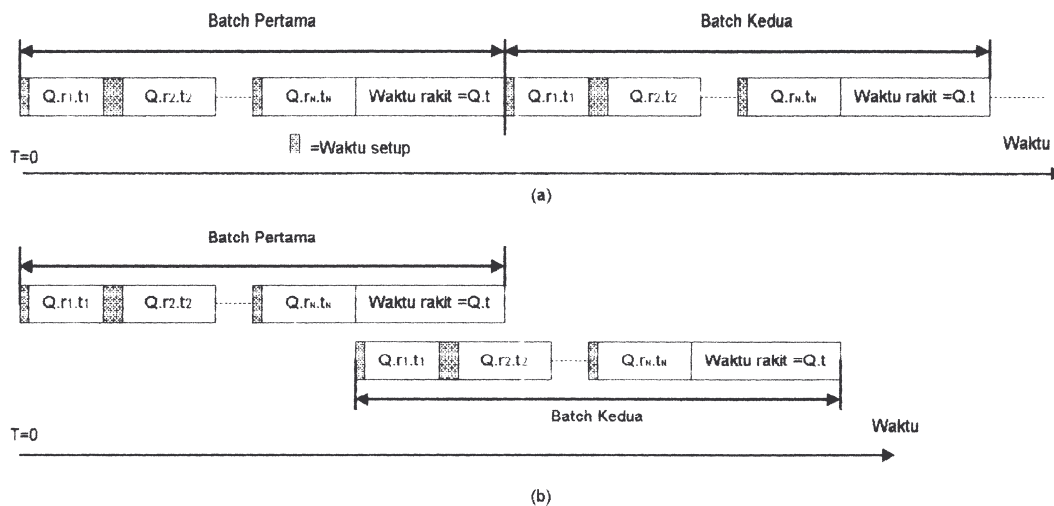 Batch Pertama Batch Kedua
Q.r₁.t₁ Q.r₂.t₂ Q.rN.tN Waktu rakit =Q.t Q.r₁.t₁ Q.r₂.t₂ Q.rN.tN Waktu rakit =Q.t
=Waktu setup Waktu
T=0
(a)
Batch Pertama
Q.r₁.t₁ Q.r₂.t₂ Q.rN.tN Waktu rakit =Q.t
Q.r₁.t₁ Q.r₂.t₂ Q.rN.tN Waktu rakit =Q.t
Batch Kedua
T=0 Waktu
(b)